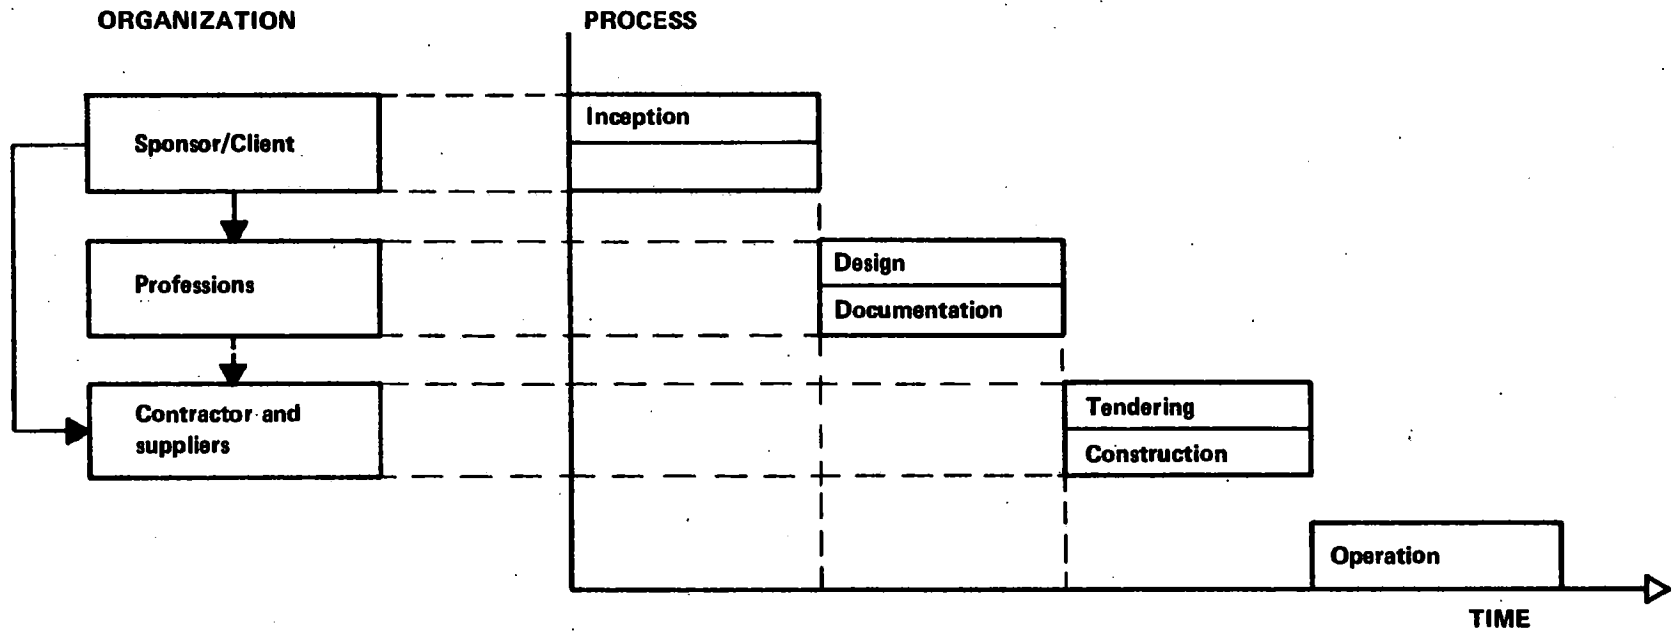 ORGANIZATION
PROCESS
Sponsor/Client
Inception
Professions
Design
Documentation
Contractor and
suppliers
Tendering
Construction
Operation
TIME